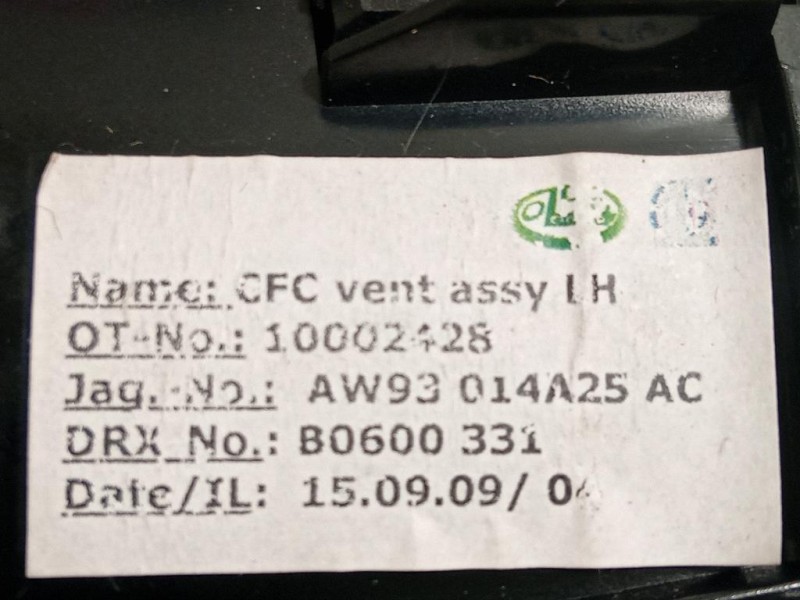 Name: CFC vent assy LH
OT-No.: 10002428
Jag.-No.: AW93 014A25 AC
DRX No.: B0600 331
Date/IL: 15.09.09/